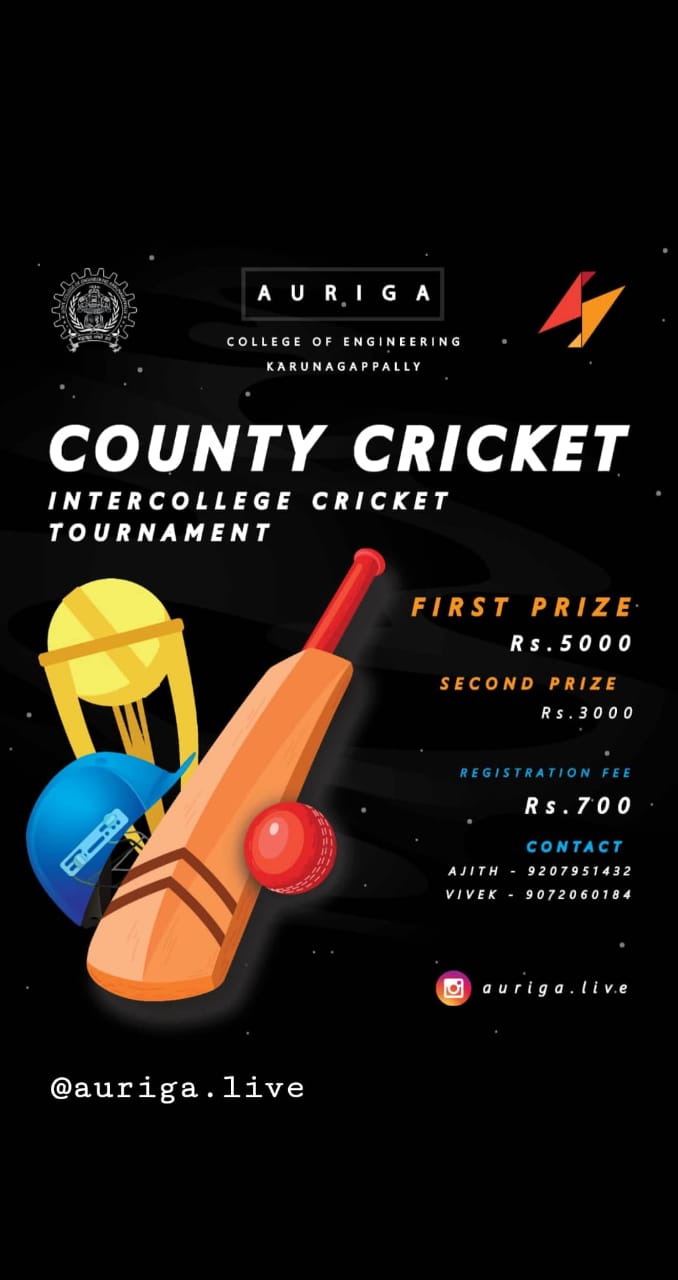 A U R I G A
COLLEGE OF ENGINEERING
KARUNAGAPPALLY
COUNTY CRICKET
INTERCOLLEGE CRICKET
TOURNAMENT
FIRST PRIZE
Rs.5000
SECOND PRIZE
Rs.3000
REGISTRATION FEE
Rs.700
CONTACT
AJITH - 9207951432
VIVEK - 9072060184
auriga.live
@auriga.live